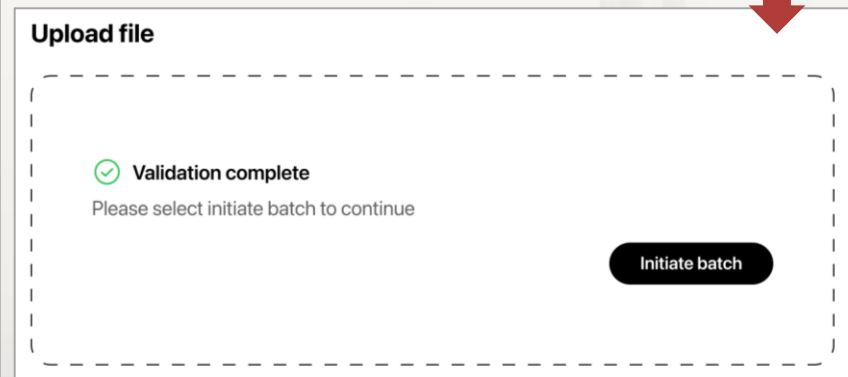 Upload file
Validation complete
Please select initiate batch to continue
Initiate batch